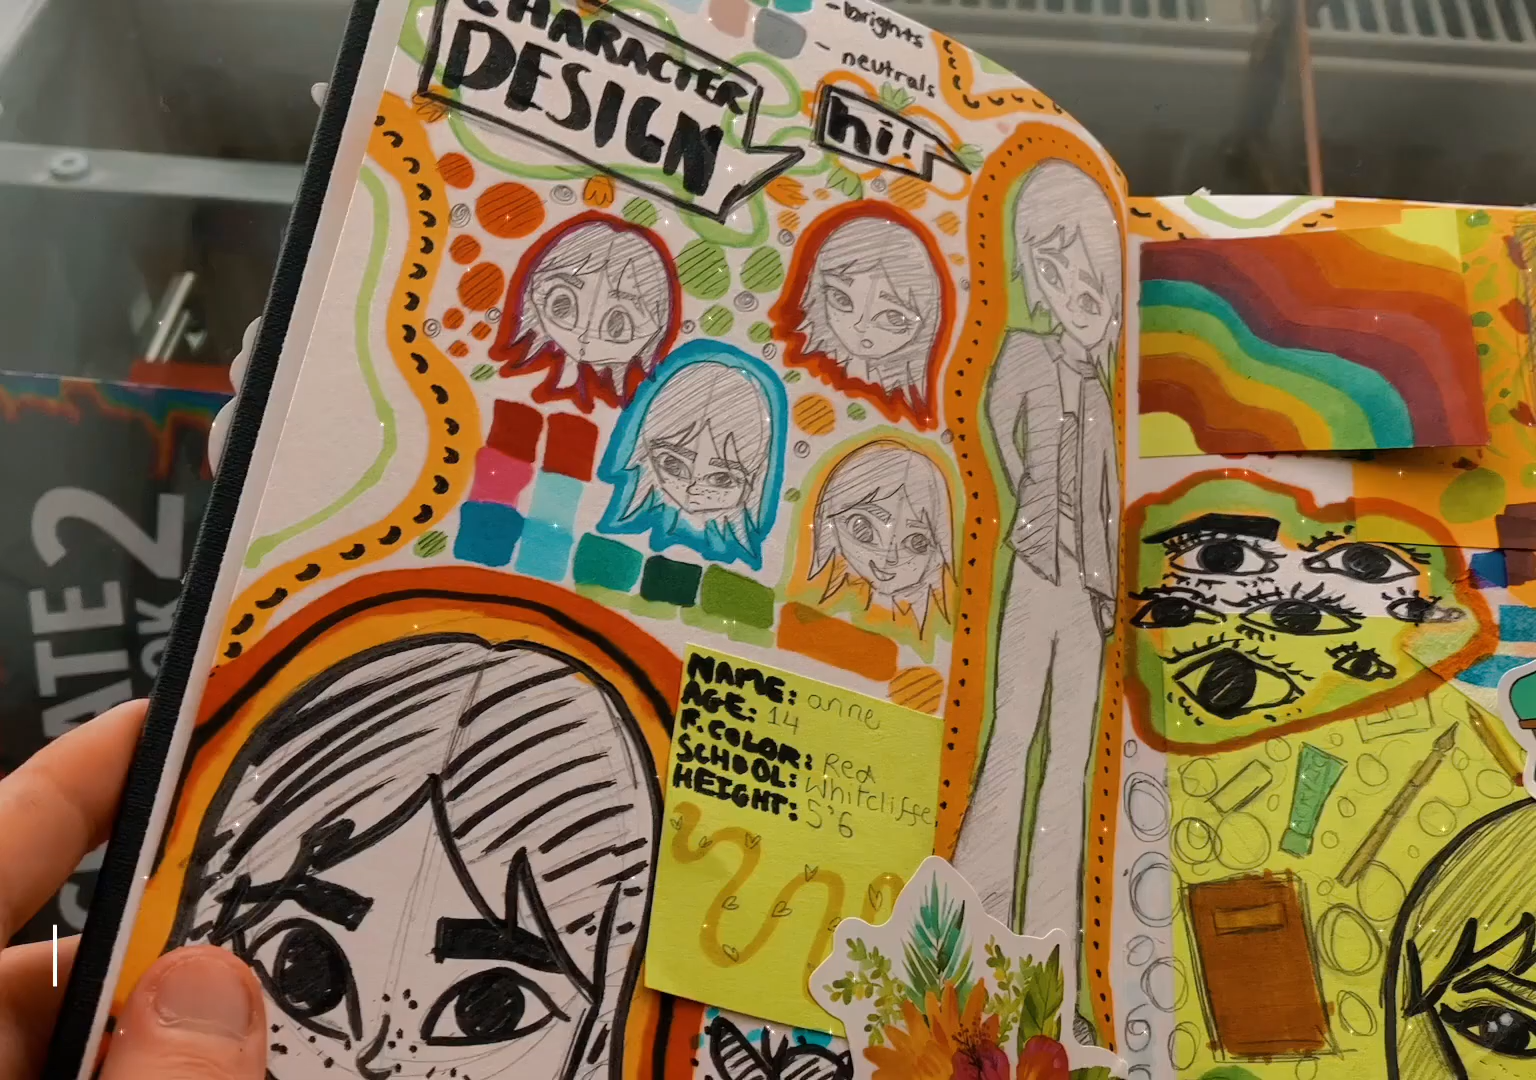 CHARACTER
DESIGN
- brights
- neutrals
hi!
NAME: anne
AGE: 14
F. COLOR: Red
SCHOOL: Whitcliffe
HEIGHT: 5'6